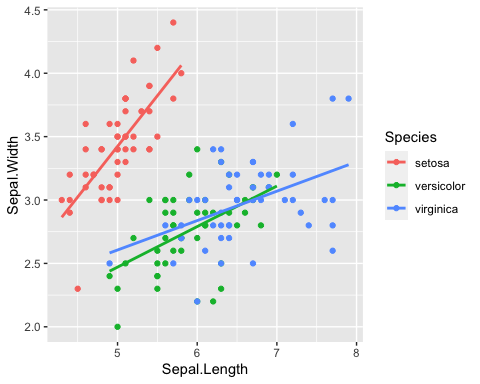 4.5
4.0
3.5
3.0
2.5
2.0
Sepal.Width
5 6 7 8
Sepal.Length
Species
setosa
versicolor
virginica